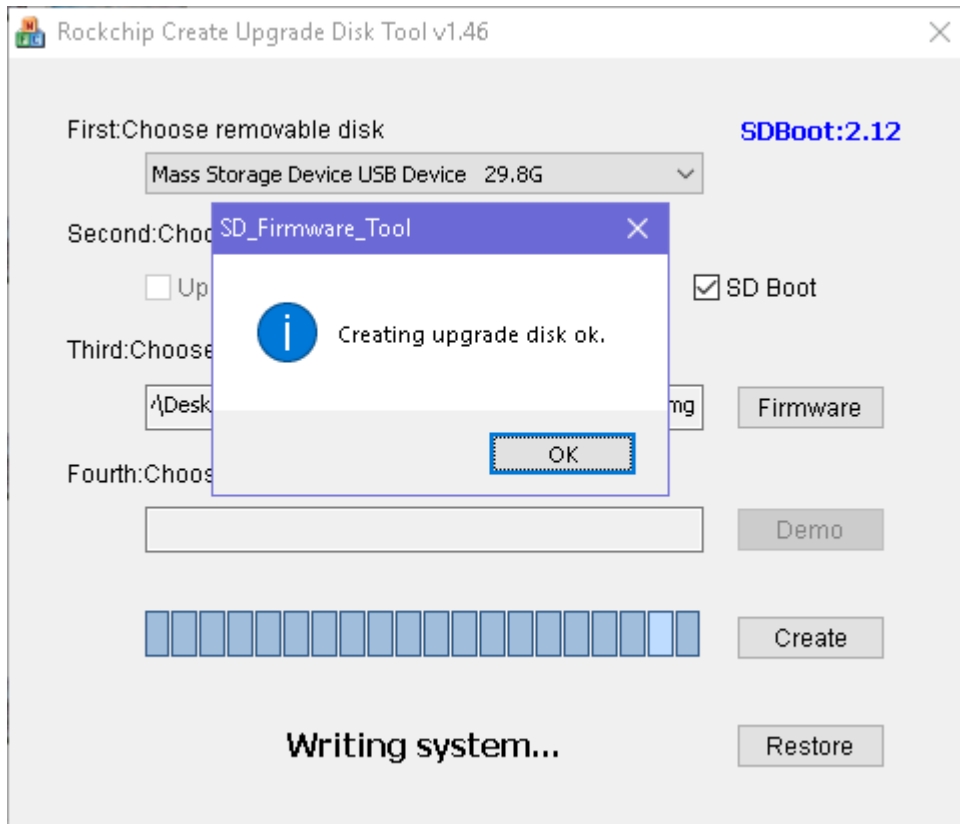 Rockchip Create Upgrade Disk Tool v1.46
First:Choose removable disk
SDBoot:2.12
Mass Storage Device USB Device 29.8G
SD_Firmware_Tool
Second:Choo
Up
SD Boot
Creating upgrade disk ok.
Third:Choose
\Desk
mg
Firmware
OK
Fourth:Choos
Demo
Create
Writing system...
Restore